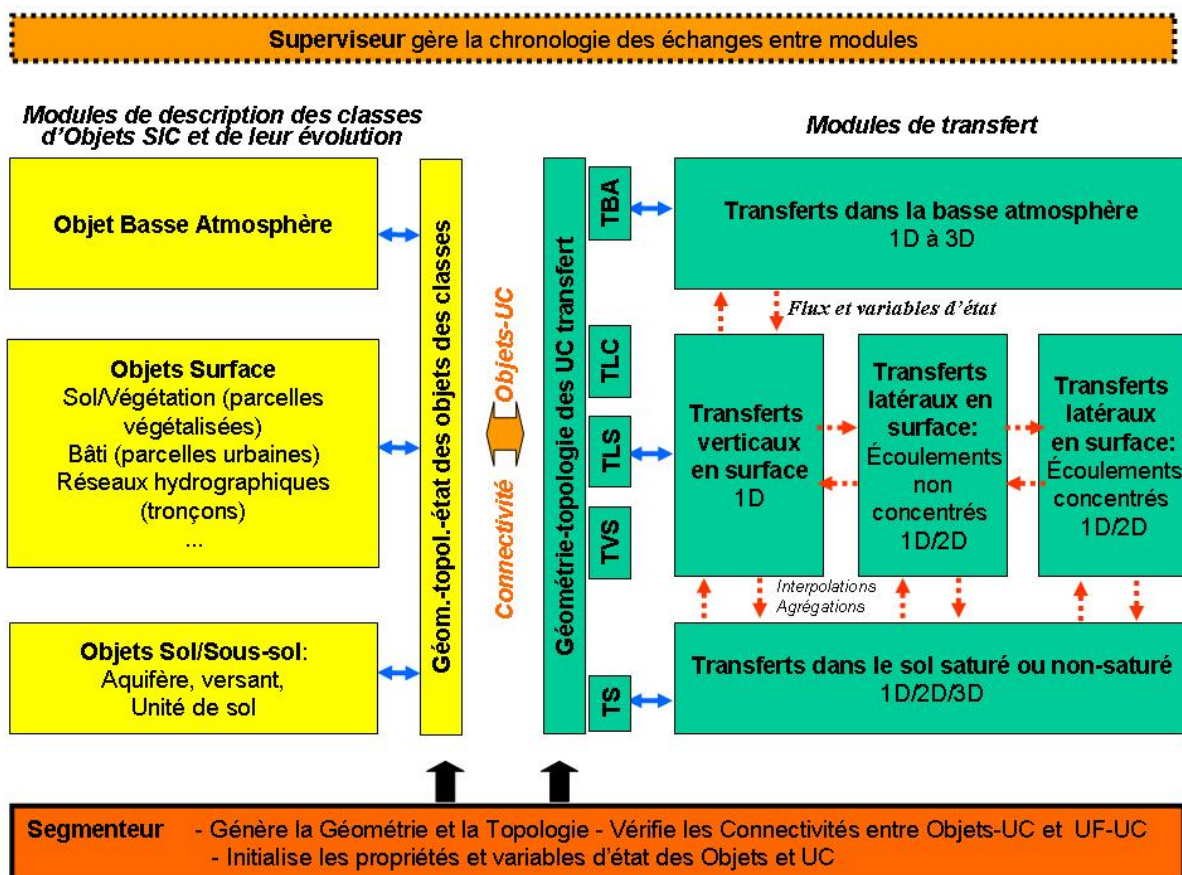 Superviseur gère la chronologie des échanges entre modules
Modules de description des classes
d'Objets SIC et de leur évolution
Modules de transfert
Objet Basse Atmosphère
Objets Surface
Sol/Végétation (parcelles
végétalisées)
Bâti (parcelles urbaines)
Réseaux hydrographiques
(tronçons)
...
Objets Sol/Sous-sol:
Aquifère, versant,
Unité de sol
Géom.-topol.-état des objets des classes
Connectivité Objets-UC
Géométrie-topologie des UC transfert
TBA
TLC
TLS
TVS
TS
Transferts dans la basse atmosphère
1D à 3D
Flux et variables d'état
Transferts
verticaux
en surface
1D
Transferts
latéraux en
surface:
Écoulements
non
concentrés
1D/2D
Transferts
latéraux
en surface:
Écoulements
concentrés
1D/2D
Interpolations
Agrégations
Transferts dans le sol saturé ou non-saturé
1D/2D/3D
Segmenteur - Génère la Géométrie et la Topologie - Vérifie les Connectivités entre Objets-UC et UF-UC
- Initialise les propriétés et variables d'état des Objets et UC